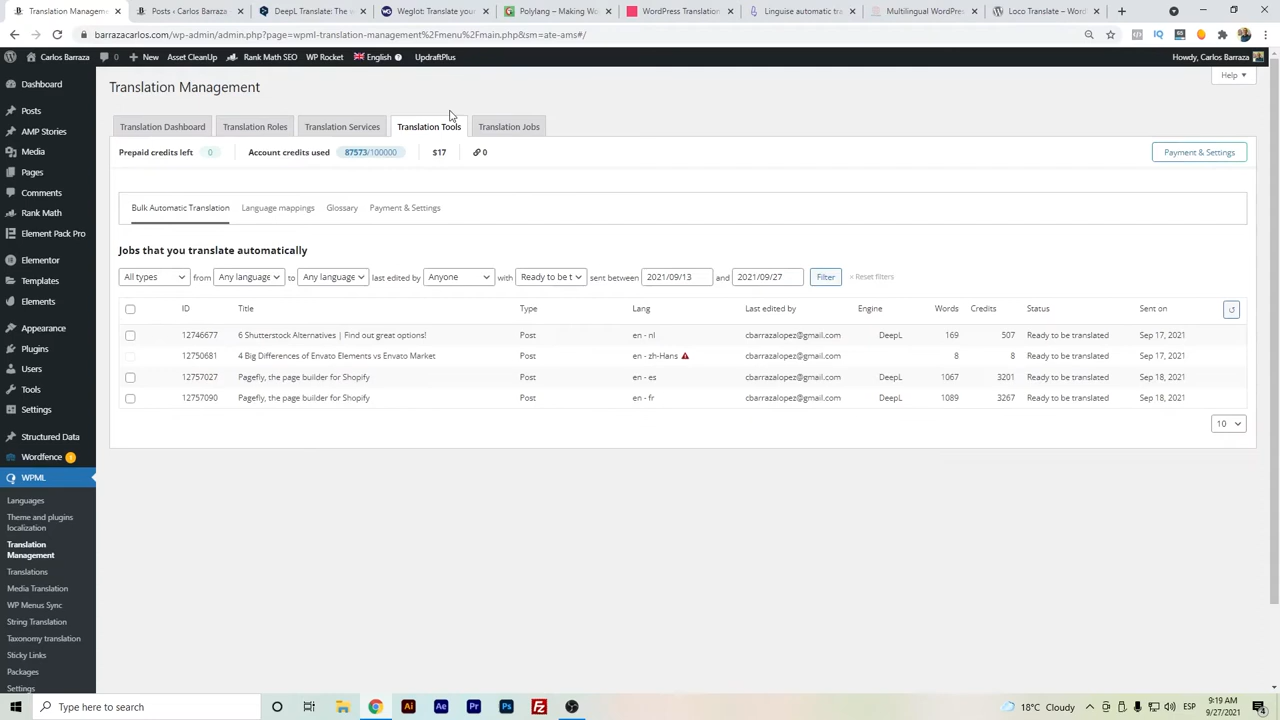 Translation Management
Posts ‹ Carlos Barraza
DeepL Translate: The w
Weglot: Translate your
Polylang – Making Wo
WordPress Translation
Linguise automatic tra
Multilingual WordPres
Loco Translate – Word
barrazacarlos.com/wp-admin/admin.php?page=wpml-translation-management%2Fmenu%2Fmain.php&sm=ate-ams#/
Carlos Barraza 0 New Asset CleanUp Rank Math SEO WP Rocket English UpdraftPlus Howdy, Carlos Barraza
Dashboard
Posts
AMP Stories
Media
Pages
Comments
Rank Math
Element Pack Pro
Elementor
Templates
Elements
Appearance
Plugins
Users
Tools
Settings
Structured Data
Wordfence
WPML
Languages
Theme and plugins
localization
Translation
Management
Translations
Media Translation
WP Menus Sync
String Translation
Taxonomy translation
Sticky Links
Packages
Settings
Translation Management
Help
Translation Dashboard Translation Roles Translation Services Translation Tools Translation Jobs
Prepaid credits left 0 Account credits used 87573/100000 $17 0 Payment & Settings
Bulk Automatic Translation Language mappings Glossary Payment & Settings
Jobs that you translate automatically
All types from Any language to Any language last edited by Anyone with Ready to be t sent between 2021/09/13 and 2021/09/27 Filter × Reset filters
ID Title Type Lang Last edited by Engine Words Credits Status Sent on
12746677 6 Shutterstock Alternatives | Find out great options! Post en - nl cbarrazalopez@gmail.com DeepL 169 507 Ready to be translated Sep 17, 2021
12750681 4 Big Differences of Envato Elements vs Envato Market Post en - zh-Hans cbarrazalopez@gmail.com 8 8 Ready to be translated Sep 17, 2021
12757027 Pagefly, the page builder for Shopify Post en - es cbarrazalopez@gmail.com DeepL 1067 3201 Ready to be translated Sep 18, 2021
12757090 Pagefly, the page builder for Shopify Post en - fr cbarrazalopez@gmail.com DeepL 1089 3267 Ready to be translated Sep 18, 2021
10
Type here to search
Ai Ae Pr Ps Fz
18°C Cloudy
ESP
9:19 AM
9/27/2021
4